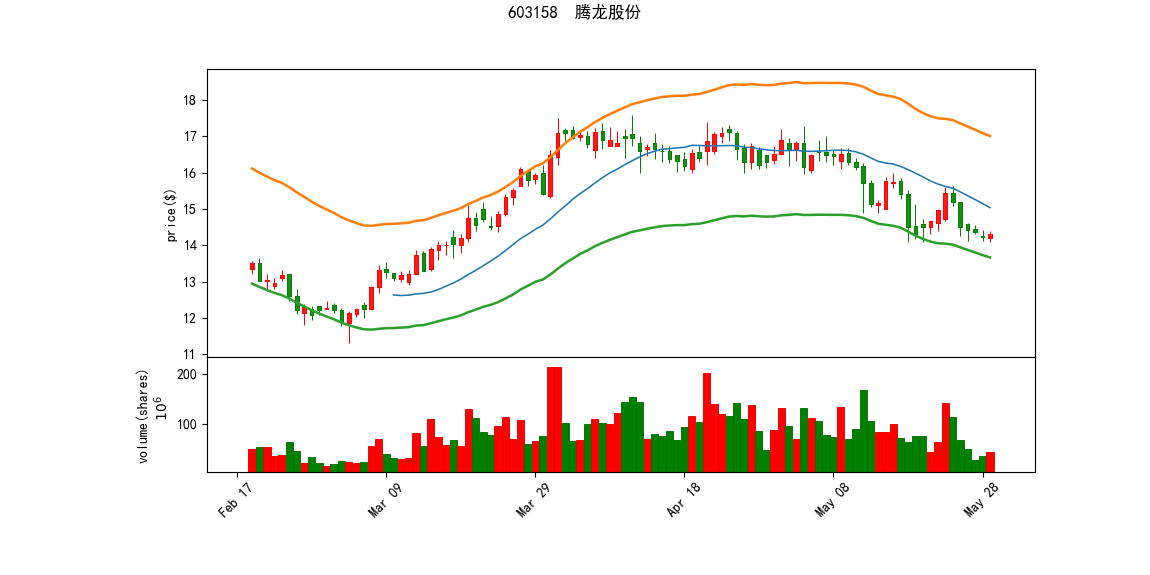 603158 腾龙股份
18
17
16
15
14
13
12
11
price($)
200
100
volume(shares)
10^6
Feb 17
Mar 09
Mar 29
Apr 18
May 08
May 28